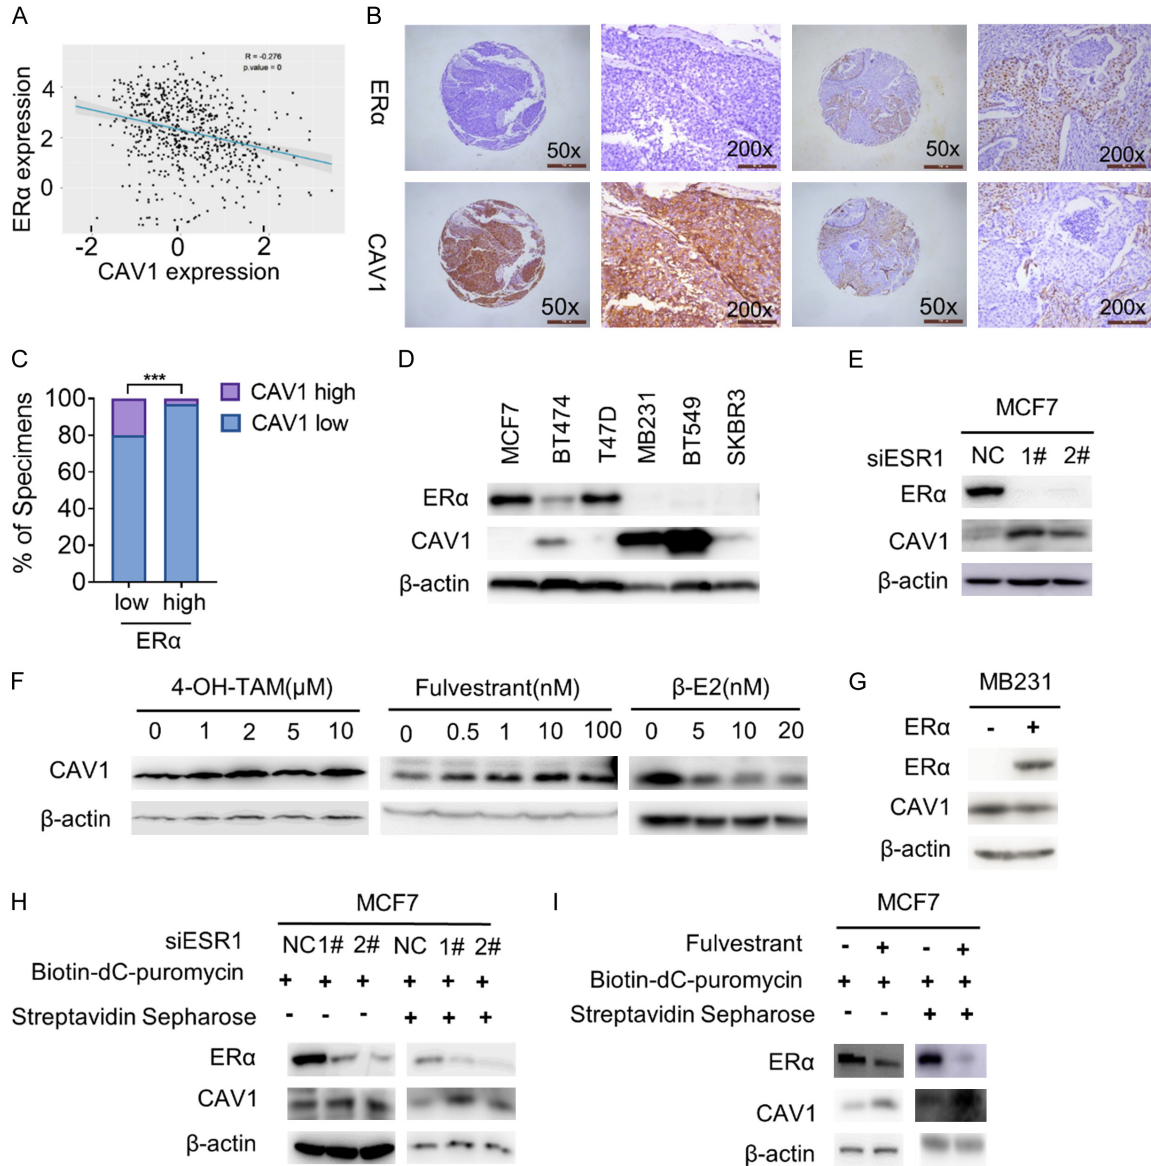 A
R = -0.276
p.value = 0
ERα expression
4
2
0
-2 0 2
CAV1 expression
B
ERα
50x 200x 50x 200x
CAV1
50x 200x 50x 200x
C
***
% of Specimens
100
80
60
40
20
0
CAV1 high
CAV1 low
low high
ERα
D
MCF7 BT474 T47D MB231 BT549 SKBR3
ERα
CAV1
β-actin
E
MCF7
siESR1 NC 1# 2#
ERα
CAV1
β-actin
F
4-OH-TAM(μM) Fulvestrant(nM) β-E2(nM)
0 1 2 5 10 0 0.5 1 10 100 0 5 10 20
CAV1
β-actin
G
MB231
ERα - +
ERα
CAV1
β-actin
H
MCF7
siESR1 NC1# 2# NC 1# 2#
Biotin-dC-puromycin + + + + + +
Streptavidin Sepharose - - - + + +
ERα
CAV1
β-actin
I
MCF7
Fulvestrant - + - +
Biotin-dC-puromycin + + + +
Streptavidin Sepharose - - + +
ERα
CAV1
β-actin